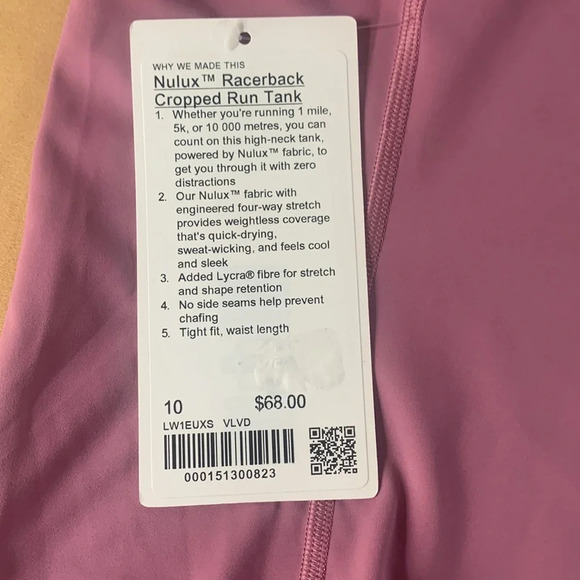 WHY WE MADE THIS
Nulux™ Racerback
Cropped Run Tank
1. Whether you're running 1 mile,
5k, or 10 000 metres, you can
count on this high-neck tank,
powered by Nulux™ fabric, to
get you through it with zero
distractions
2. Our Nulux™ fabric with
engineered four-way stretch
provides weightless coverage
that's quick-drying,
sweat-wicking, and feels cool
and sleek
3. Added Lycra® fibre for stretch
and shape retention
4. No side seams help prevent
chafing
5. Tight fit, waist length
10 $68.00
LW1EUXS VLVD
000151300823